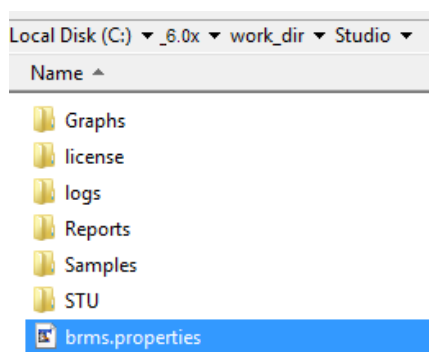 Local Disk (C:) ▾ _6.0x ▾ work_dir ▾ Studio ▾
Name
Graphs
license
logs
Reports
Samples
STU
brms.properties